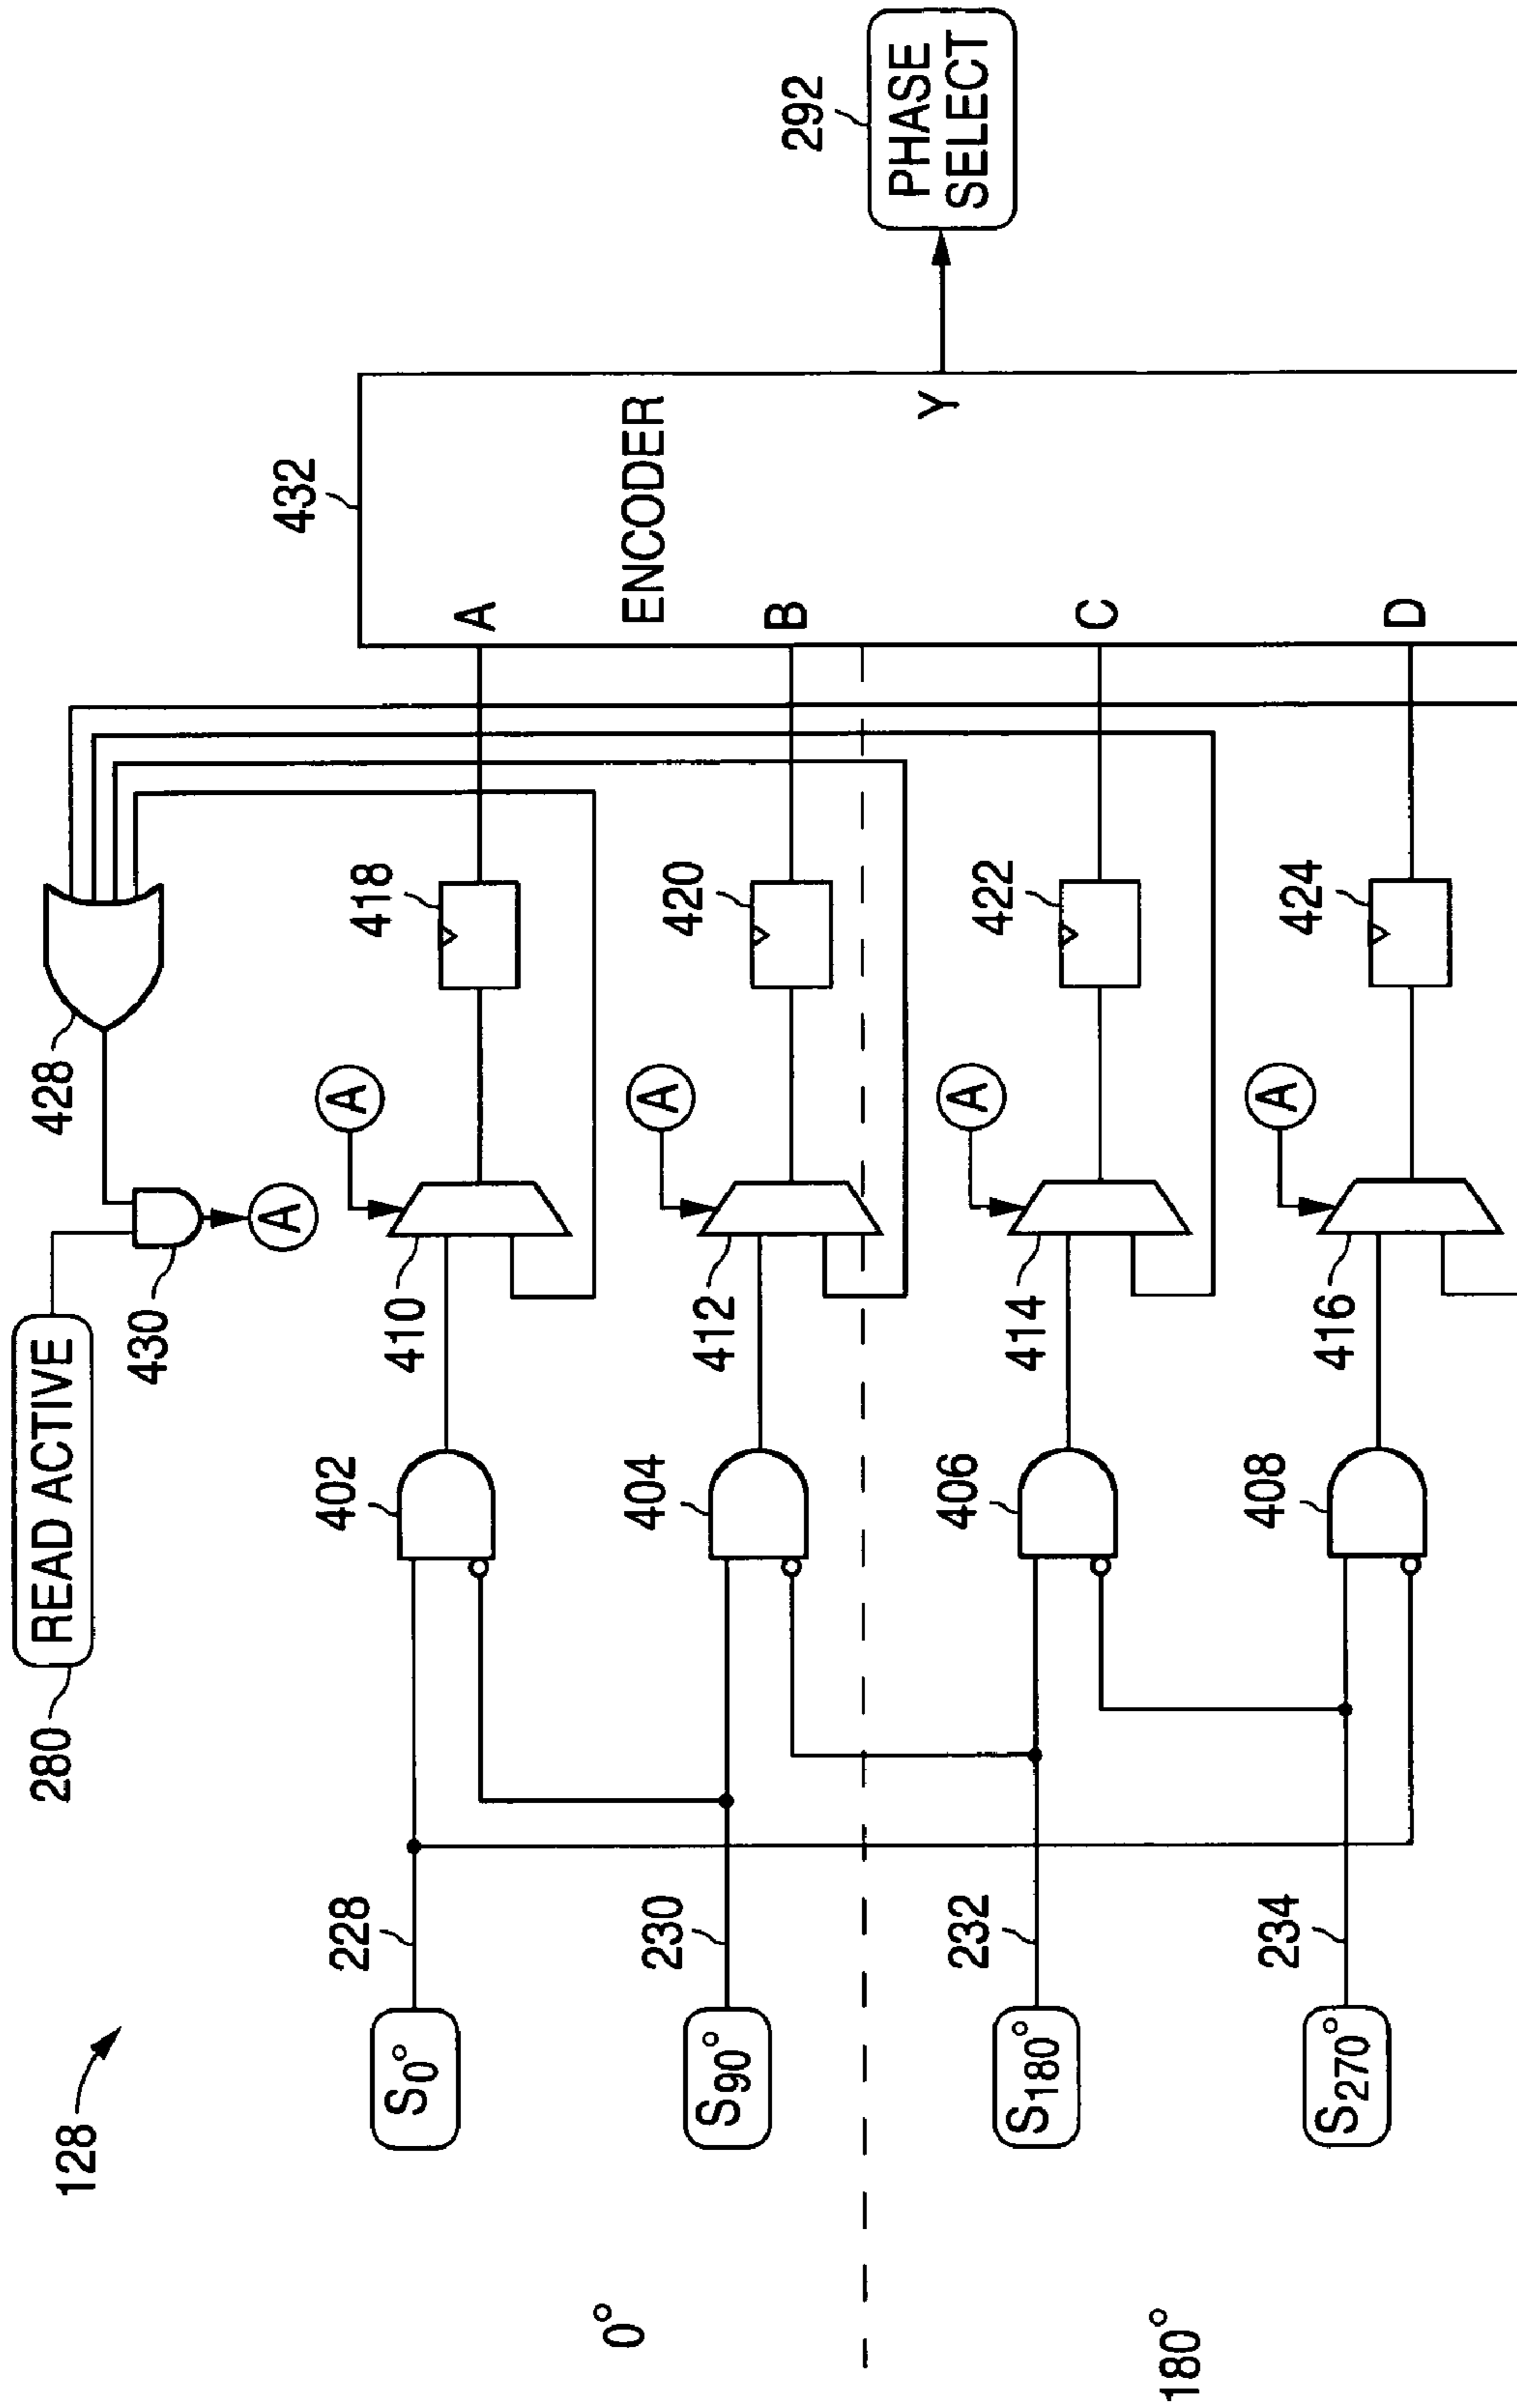 128
280
READ ACTIVE
430
428
A
S0°
228
402
410
A
418
A
432
ENCODER
0°
S90°
230
404
412
A
420
B
Y
292
PHASE
SELECT
180°
S180°
232
406
414
A
422
C
S270°
234
408
416
A
424
D